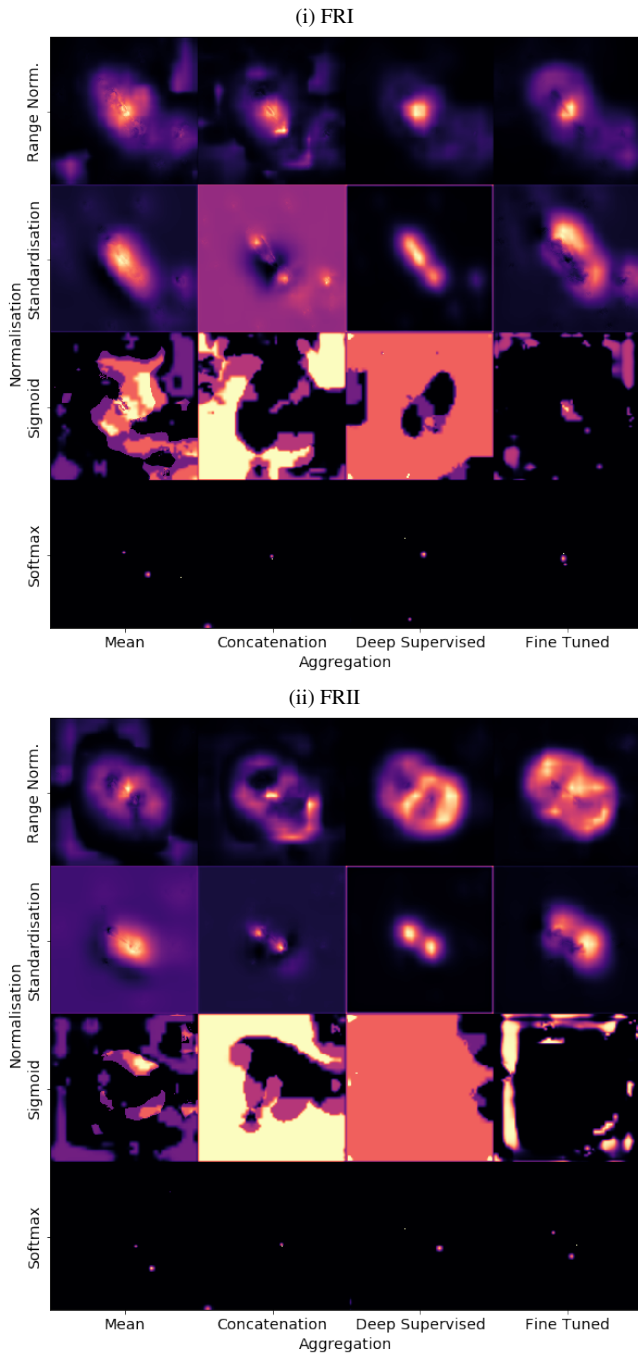 (i) FRI
Normalisation
Range Norm.
Standardisation
Sigmoid
Softmax
Mean Concatenation Deep Supervised Fine Tuned
Aggregation
(ii) FRII
Normalisation
Range Norm.
Standardisation
Sigmoid
Softmax
Mean Concatenation Deep Supervised Fine Tuned
Aggregation